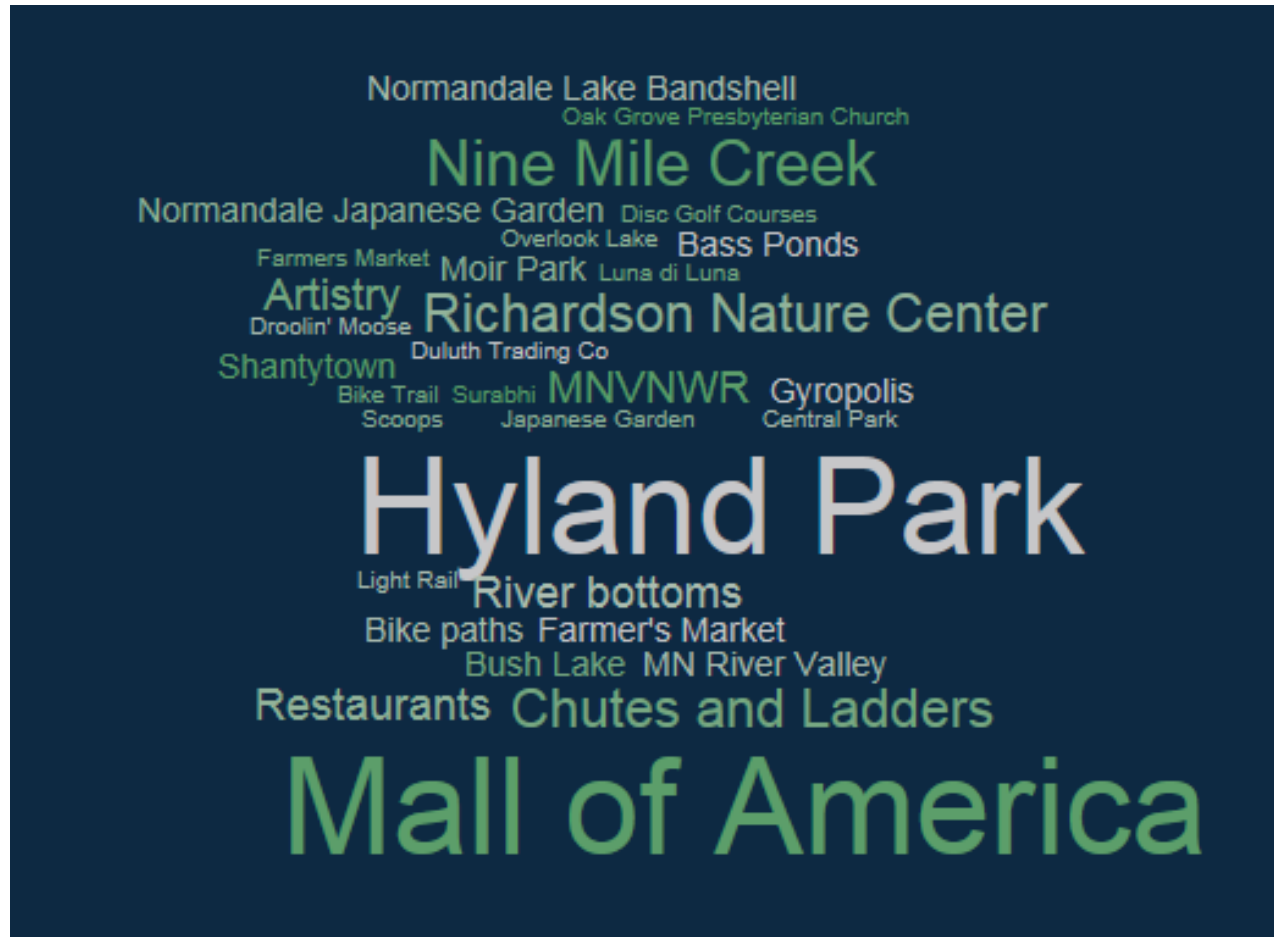 Normandale Lake Bandshell
Oak Grove Presbyterian Church
Nine Mile Creek
Normandale Japanese Garden Disc Golf Courses
Overlook Lake Bass Ponds
Farmers Market Moir Park Luna di Luna
Artistry Richardson Nature Center
Droolin' Moose
Duluth Trading Co
Shantytown
Bike Trail Surabhi MNVNWR Gyropolis
Scoops Japanese Garden Central Park
Hyland Park
Light Rail River bottoms
Bike paths Farmer's Market
Bush Lake MN River Valley
Restaurants Chutes and Ladders
Mall of America